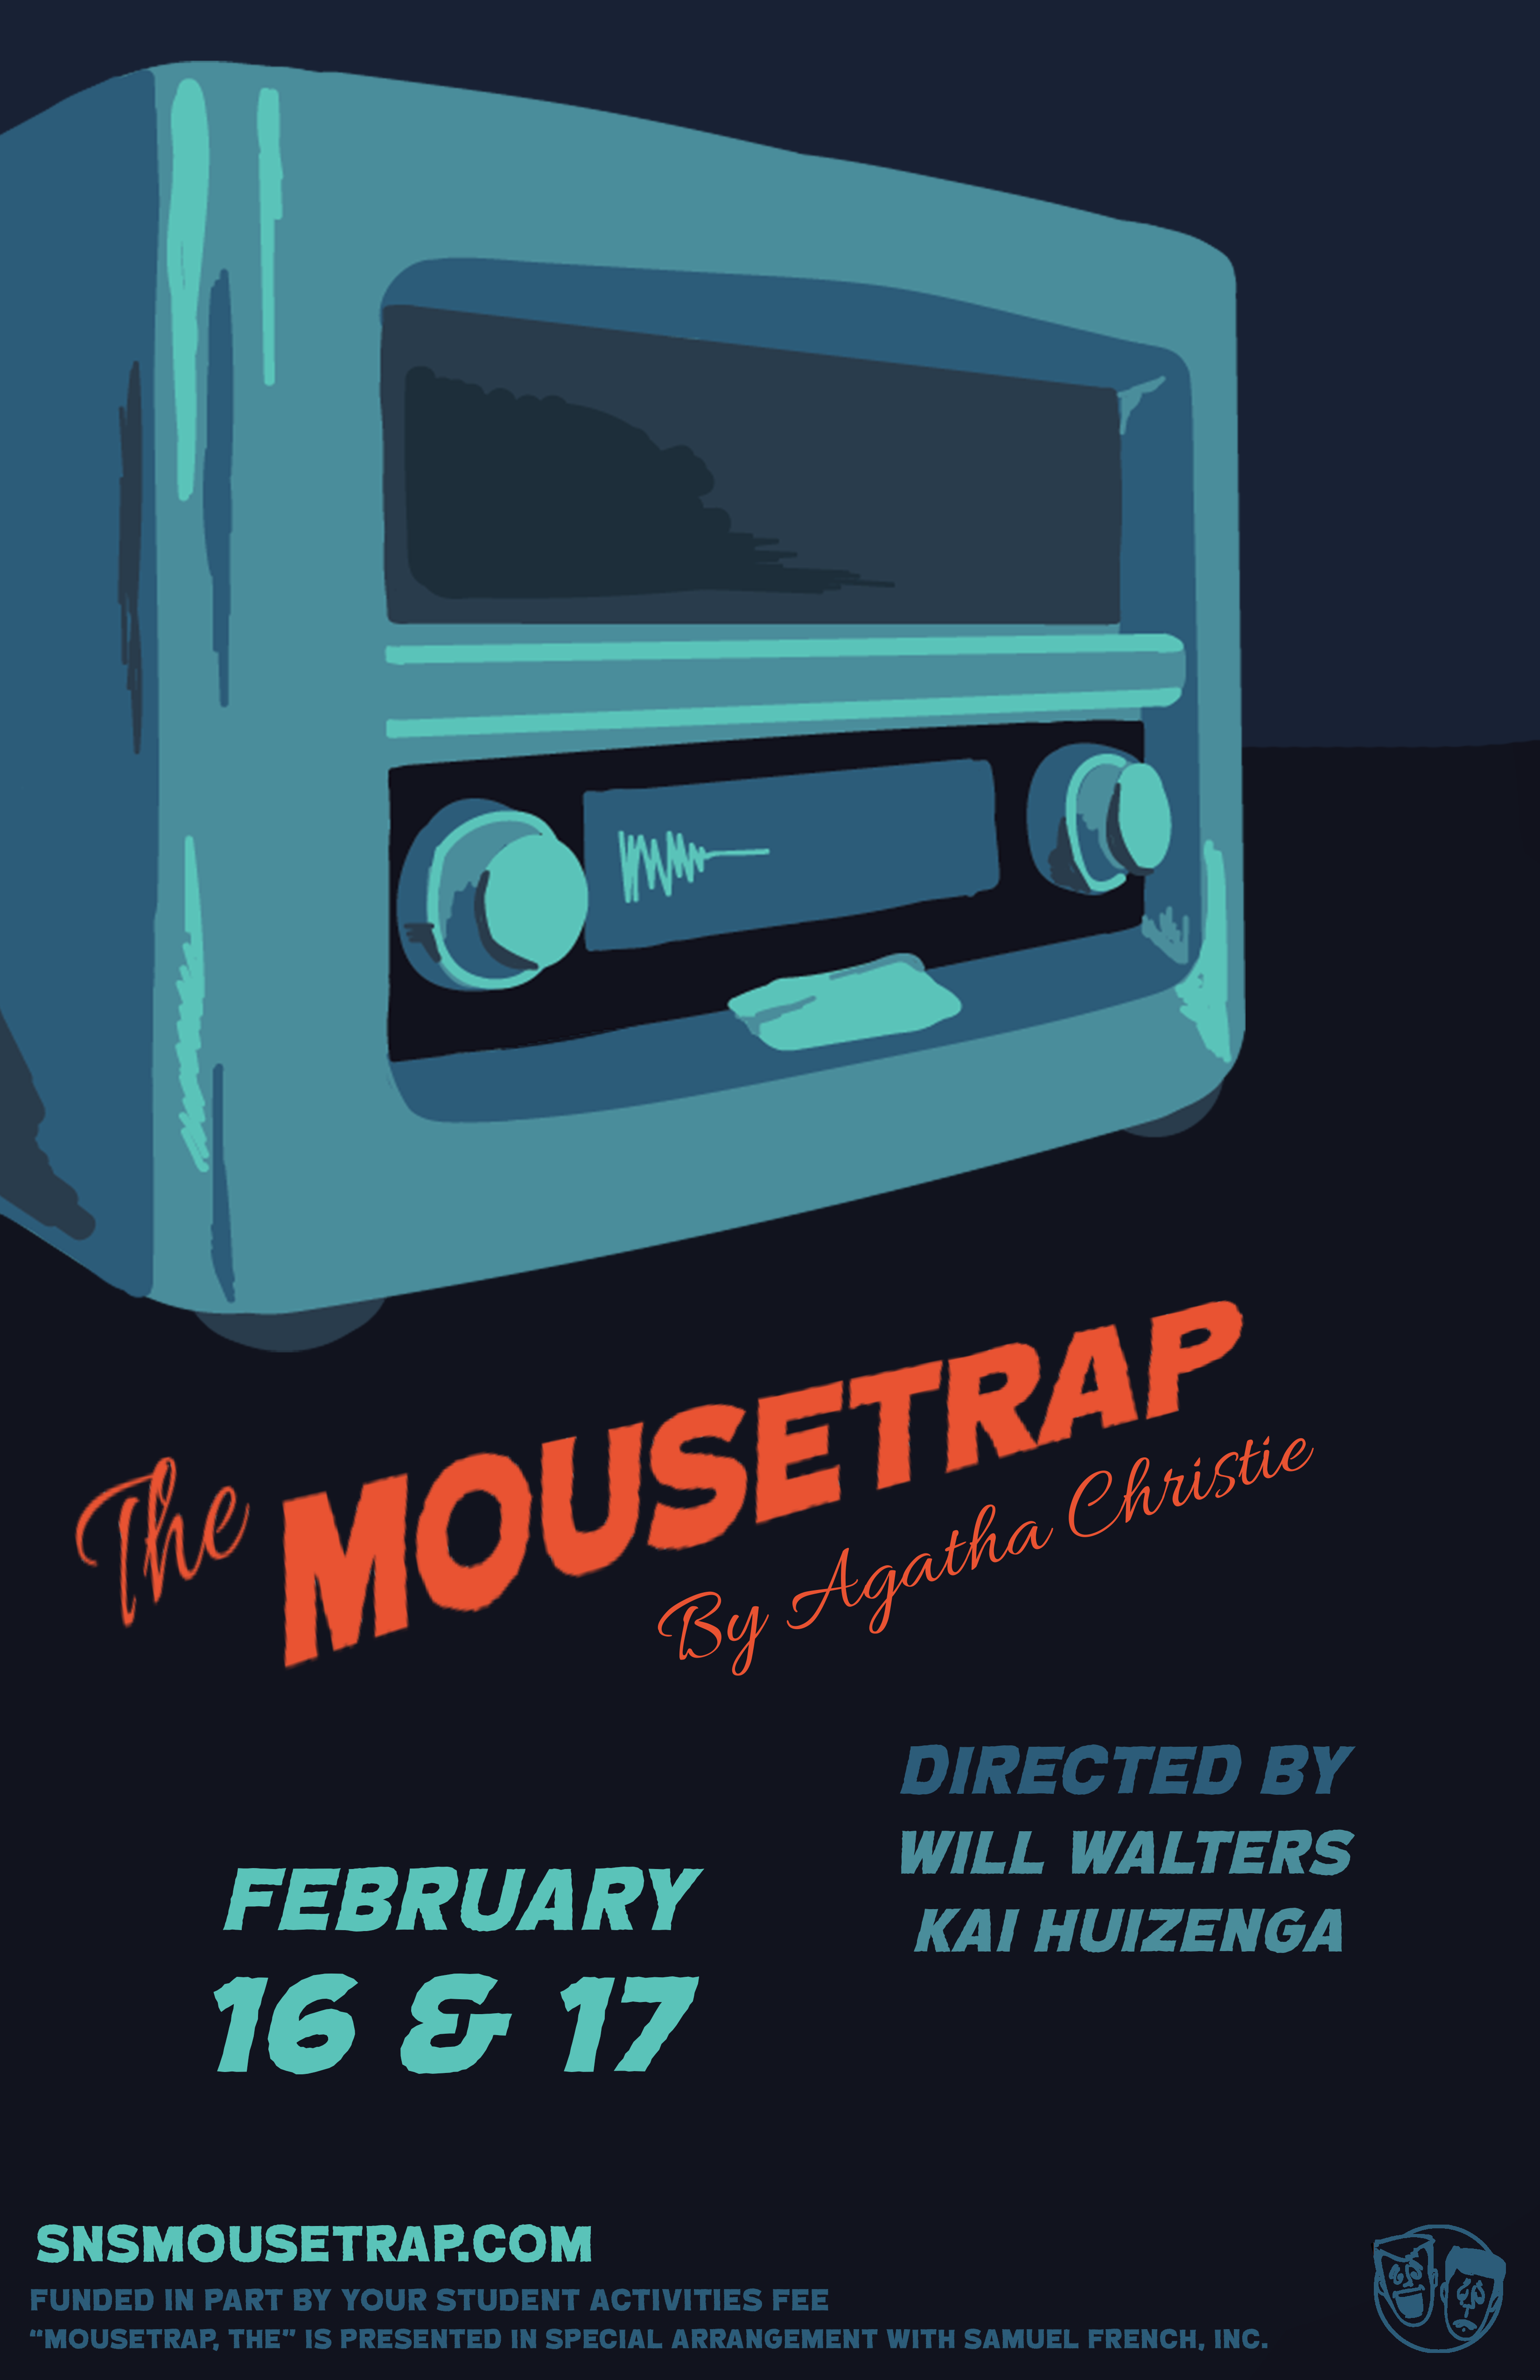 The MOUSETRAP
By Agatha Christie
DIRECTED BY
WILL WALTERS
KAI HUIZENGA
FEBRUARY
16 & 17
SNSMOUSETRAP.COM
FUNDED IN PART BY YOUR STUDENT ACTIVITIES FEE
“MOUSETRAP, THE” IS PRESENTED IN SPECIAL ARRANGEMENT WITH SAMUEL FRENCH, INC.